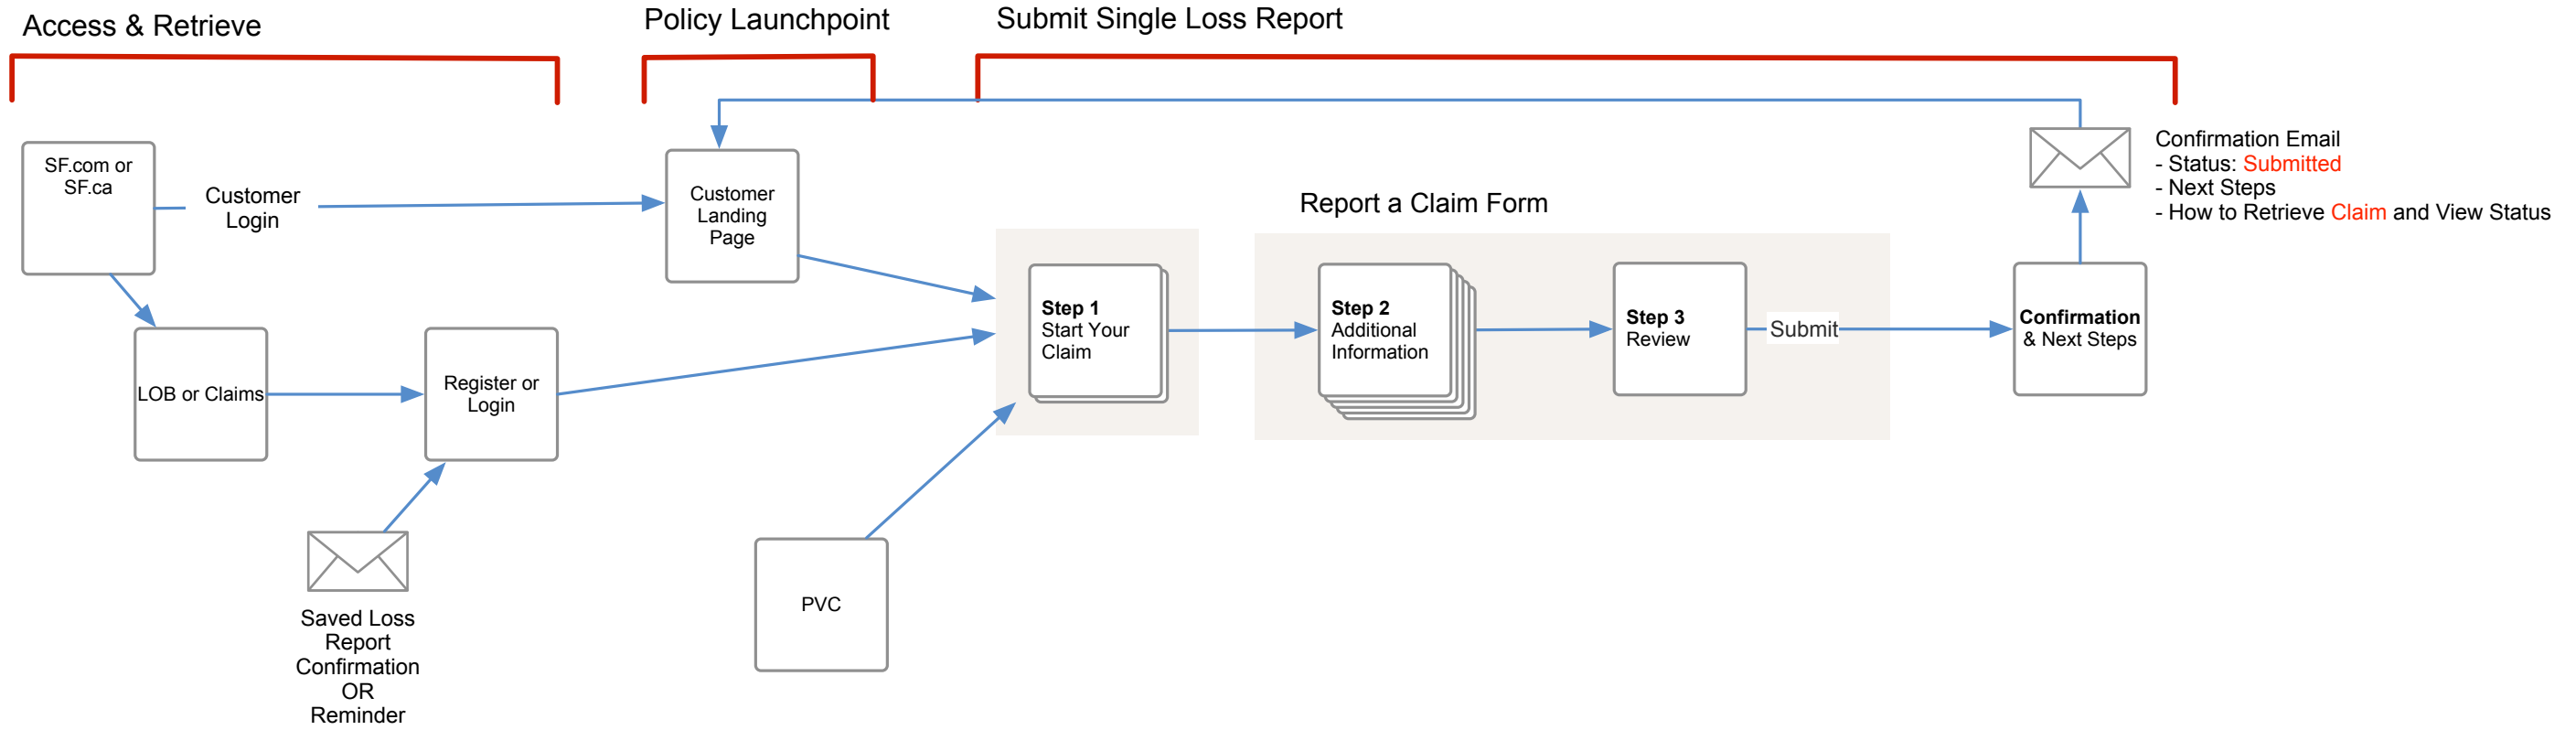 Access & Retrieve
Policy Launchpoint
Submit Single Loss Report
SF.com or
SF.ca
Customer
Login
Customer
Landing
Page
Confirmation Email
- Status: Submitted
- Next Steps
- How to Retrieve Claim and View Status
Report a Claim Form
Step 1
Start Your
Claim
Step 2
Additional
Information
Step 3
Review
Submit
Confirmation
& Next Steps
LOB or Claims
Register or
Login
Saved Loss
Report
Confirmation
OR
Reminder
PVC